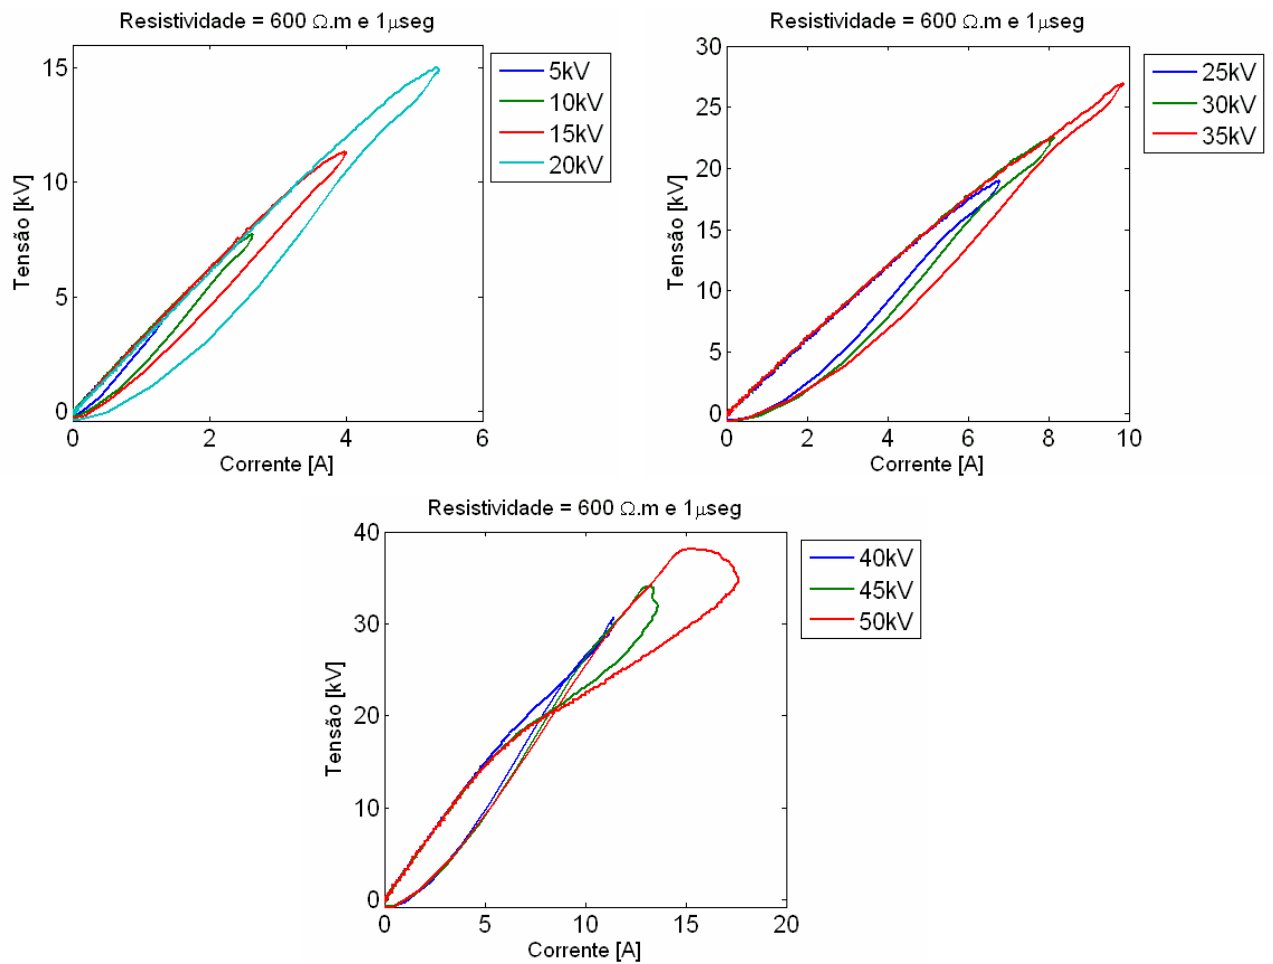 Resistividade = 600 Ω.m e 1µseg
15
10
5
0
0
2
4
6
Tensão [kV]
Corrente [A]
5kV
10kV
15kV
20kV
Resistividade = 600 Ω.m e 1µseg
30
25
20
15
10
5
0
0
2
4
6
8
10
Tensão [kV]
Corrente [A]
25kV
30kV
35kV
Resistividade = 600 Ω.m e 1µseg
40
30
20
10
0
0
5
10
15
20
Tensão [kV]
Corrente [A]
40kV
45kV
50kV